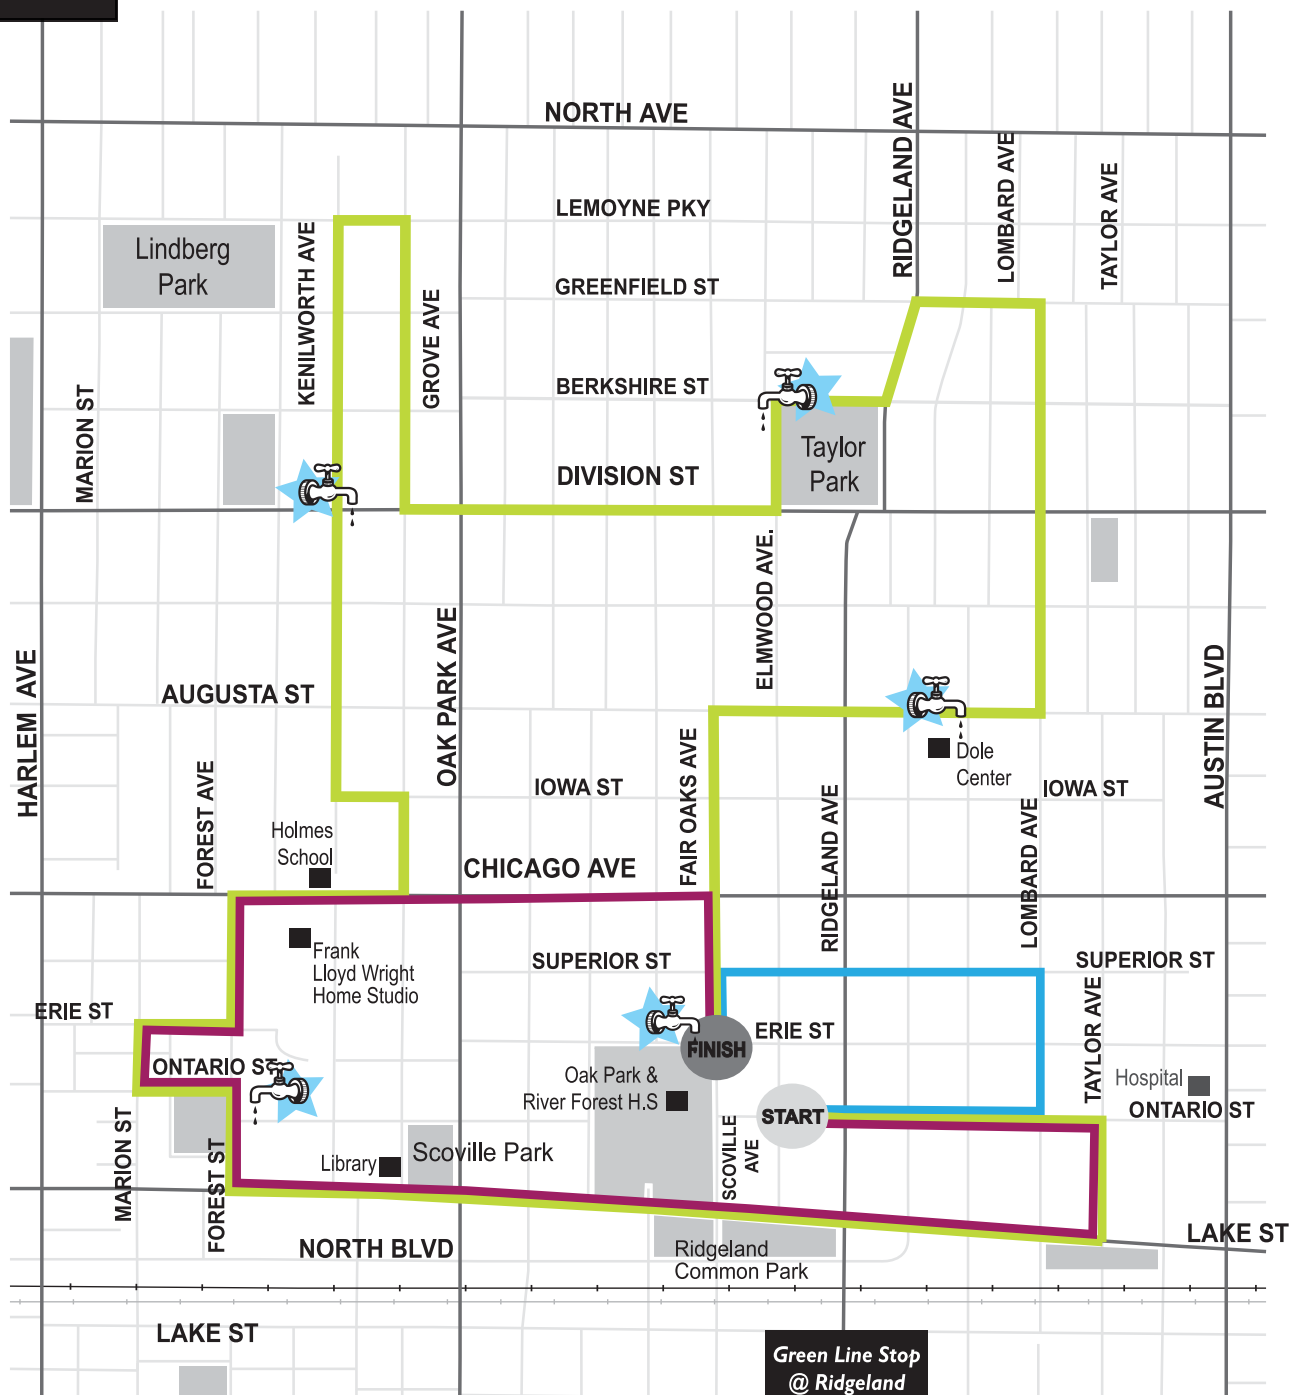 NORTH AVE
RIDGELAND AVE
LOMBARD AVE
TAYLOR AVE
LEMOYNE PKY
Lindberg
Park
KENILWORTH AVE
GREENFIELD ST
GROVE AVE
BERKSHIRE ST
MARION ST
Taylor
Park
DIVISION ST
ELMWOOD AVE.
OAK PARK AVE
HARLEM AVE
AUGUSTA ST
AUSTIN BLVD
FAIR OAKS AVE
Dole
Center
IOWA ST
IOWA ST
FOREST AVE
RIDGELAND AVE
LOMBARD AVE
Holmes
School
CHICAGO AVE
Frank
Lloyd Wright
Home Studio
SUPERIOR ST
SUPERIOR ST
ERIE ST
ERIE ST
TAYLOR AVE
FINISH
ONTARIO ST
Oak Park &
River Forest H.S
Hospital
ONTARIO ST
START
MARION ST
FOREST ST
SCOVILLE
AVE
Library
Scoville Park
LAKE ST
NORTH BLVD
Ridgeland
Common Park
LAKE ST
Green Line Stop
@ Ridgeland